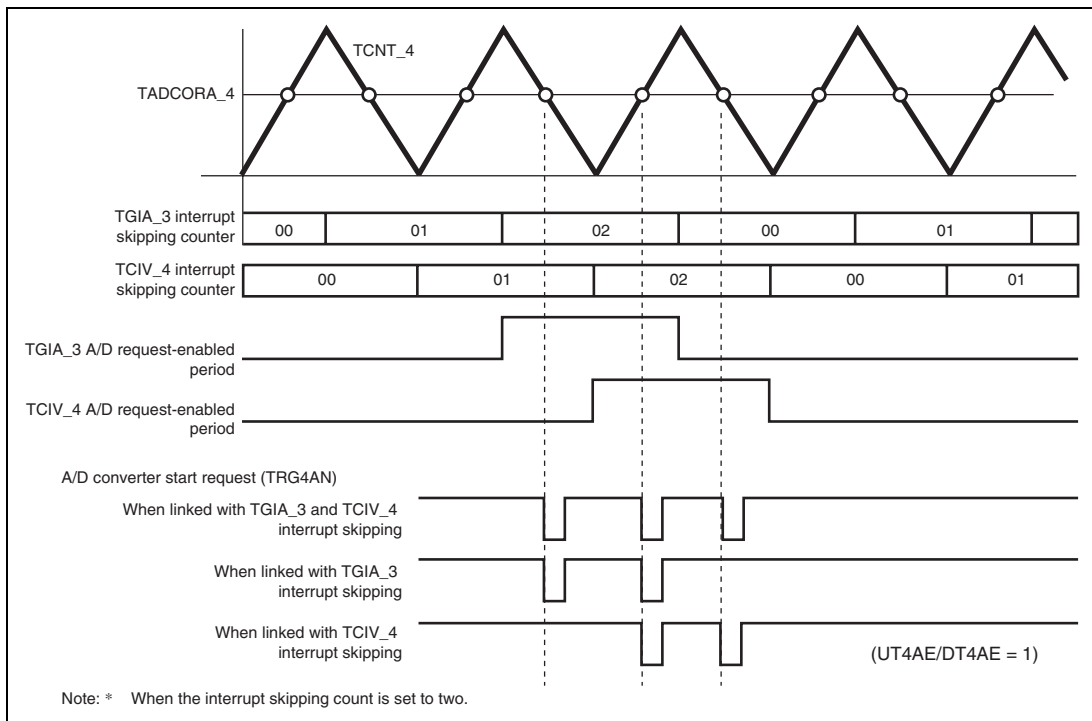 TCNT_4
TADCORA_4
TGIA_3 interrupt
skipping counter
00 01 02 00 01
TCIV_4 interrupt
skipping counter
00 01 02 00 01
TGIA_3 A/D request-enabled
period
TCIV_4 A/D request-enabled
period
A/D converter start request (TRG4AN)
When linked with TGIA_3 and TCIV_4
interrupt skipping
When linked with TGIA_3
interrupt skipping
When linked with TCIV_4
interrupt skipping
(UT4AE/DT4AE = 1)
Note: * When the interrupt skipping count is set to two.